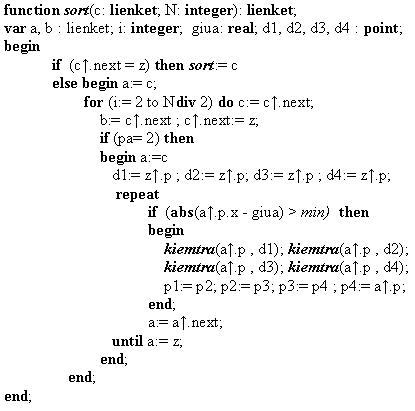 function sort(c: lienket; N: integer): lienket;
var a, b : lienket; i: integer; giua: real; d1, d2, d3, d4 : point;
begin
if (c↑.next = z) then sort:= c
else begin a:= c;
for (i:= 2 to Ndiv 2) do c:= c↑.next;
b:= c↑.next ; c↑.next:= z;
if (pa= 2) then
begin a:=c
d1:= z↑.p ; d2:= z↑.p; d3:= z↑.p ; d4:= z↑.p;
repeat
if (abs(a↑.p.x - giua) > min) then
begin
kiemtra(a↑.p , d1); kiemtra(a↑.p , d2);
kiemtra(a↑.p , d3); kiemtra(a↑.p , d4);
p1:= p2; p2:= p3; p3:= p4 ; p4:= a↑.p;
end;
a:= a↑.next;
until a:= z;
end;
end;
end;